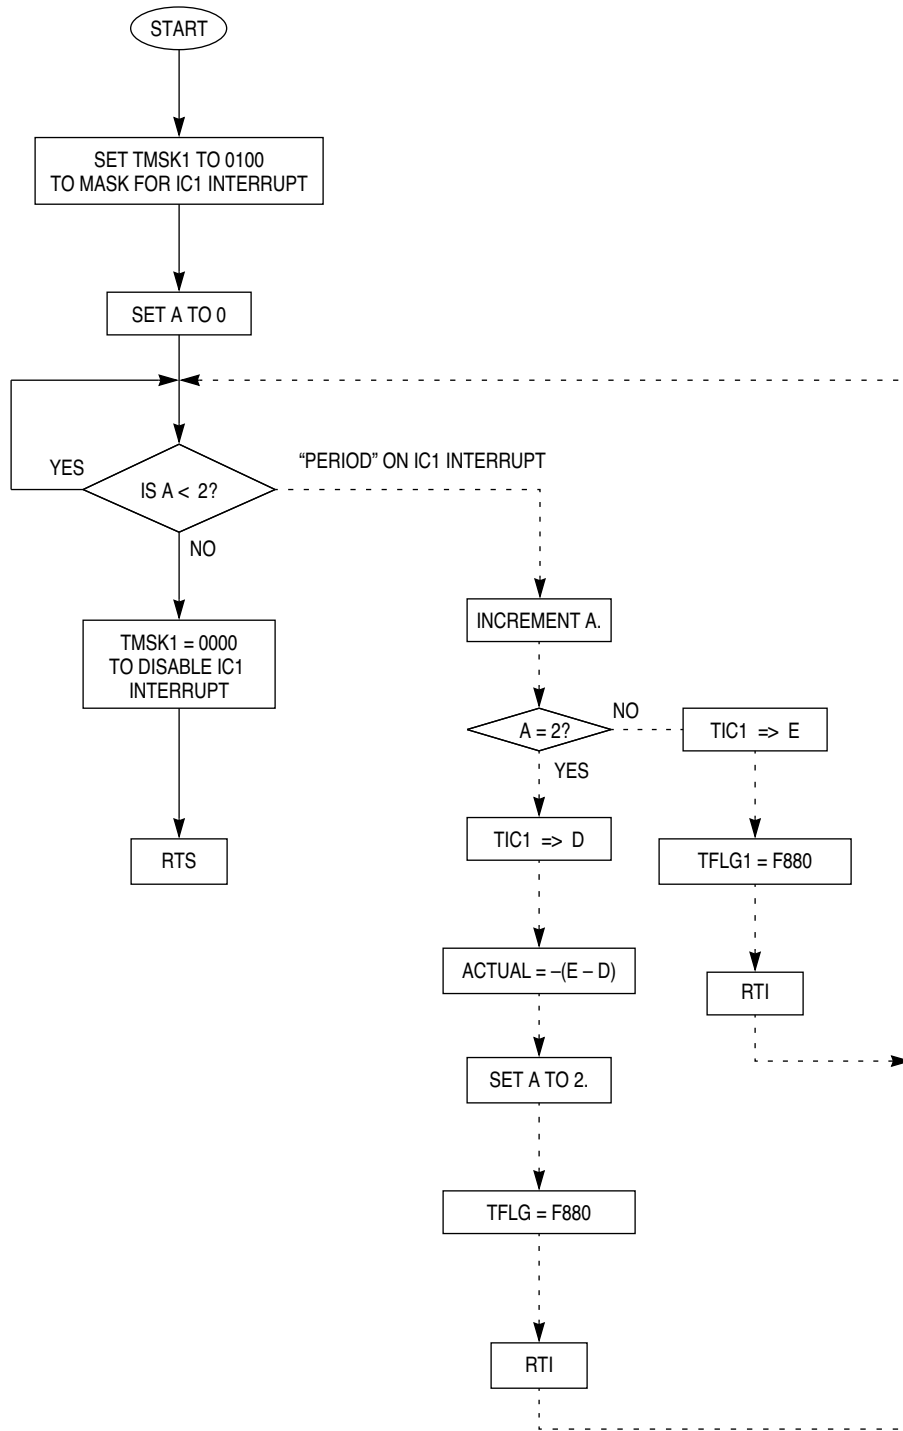 START
SET TMSK1 TO 0100
TO MASK FOR IC1 INTERRUPT
SET A TO 0
YES
IS A < 2?
“PERIOD” ON IC1 INTERRUPT
NO
TMSK1 = 0000
TO DISABLE IC1
INTERRUPT
RTS
INCREMENT A.
A = 2?
NO
TIC1 => E
YES
TIC1 => D
TFLG1 = F880
ACTUAL = –(E – D)
RTI
SET A TO 2.
TFLG = F880
RTI